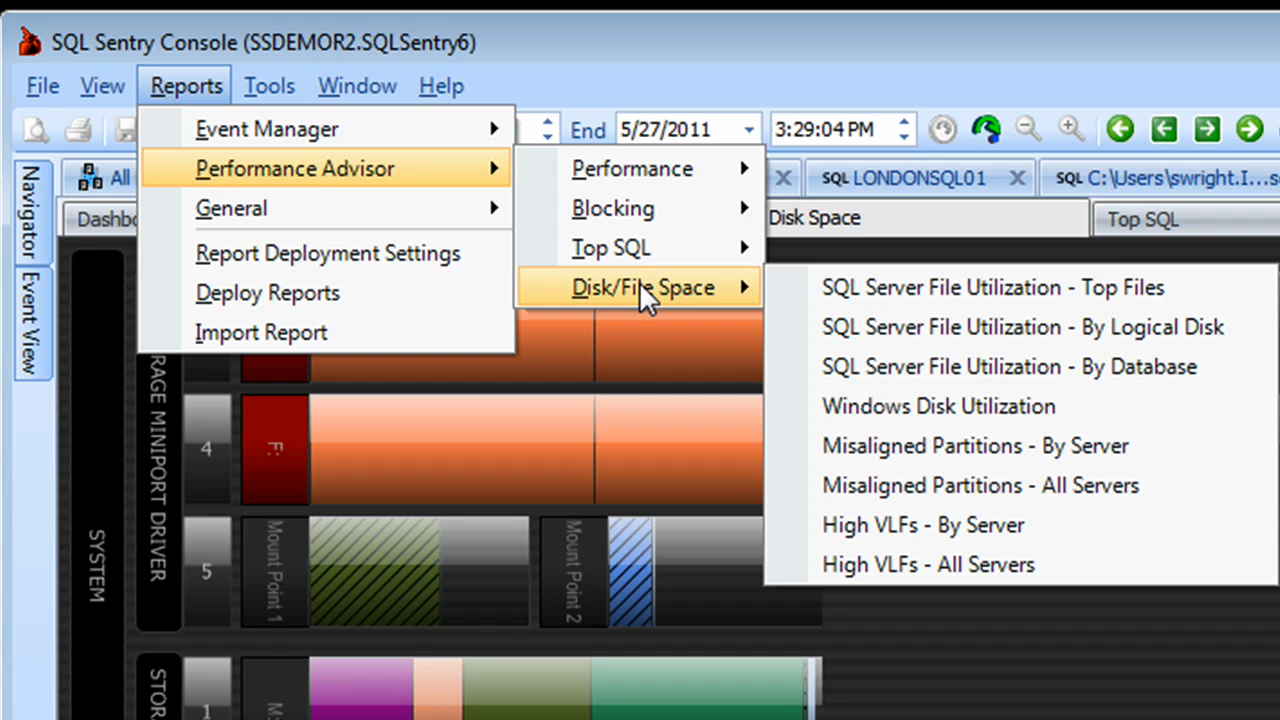 SQL Sentry Console (SSDEMOR2.SQLSentry6)
File View Reports Tools Window Help
End 5/27/2011 3:29:04 PM
Event Manager
Performance Advisor
General
Report Deployment Settings
Deploy Reports
Import Report
Performance
Blocking
Top SQL
Disk/File Space
SQL Server File Utilization - Top Files
SQL Server File Utilization - By Logical Disk
SQL Server File Utilization - By Database
Windows Disk Utilization
Misaligned Partitions - By Server
Misaligned Partitions - All Servers
High VLFs - By Server
High VLFs - All Servers
Navigator
Event View
All
SQL LONDONSQL01
SQL C:\Users\swright.I...s
Dashbo
Disk Space
Top SQL
SYSTEM
RAGE MINIPORT DRIVER
4
F:
5
Mount Point 1
Mount Point 2
STOR
1